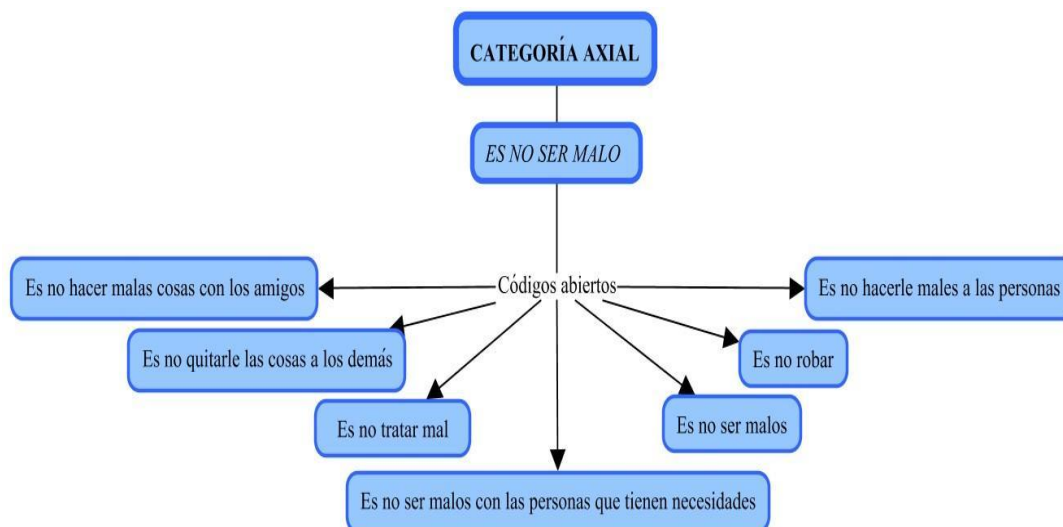 CATEGORÍA AXIAL
ES NO SER MALO
Códigos abiertos
Es no hacer malas cosas con los amigos
Es no hacerle males a las personas
Es no quitarle las cosas a los demás
Es no robar
Es no tratar mal
Es no ser malos
Es no ser malos con las personas que tienen necesidades